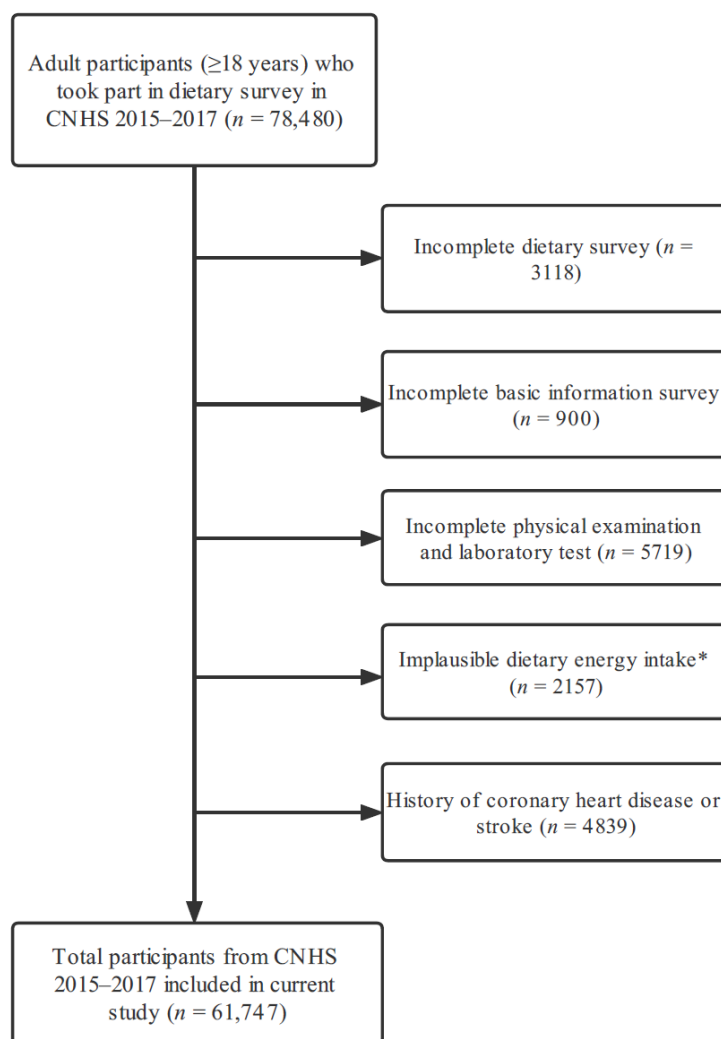 Adult participants (≥18 years) who
took part in dietary survey in
CNHS 2015–2017 (n = 78,480)
Incomplete dietary survey (n =
3118)
Incomplete basic information survey
(n = 900)
Incomplete physical examination
and laboratory test (n = 5719)
Implausible dietary energy intake*
(n = 2157)
History of coronary heart disease or
stroke (n = 4839)
Total participants from CNHS
2015–2017 included in current
study (n = 61,747)